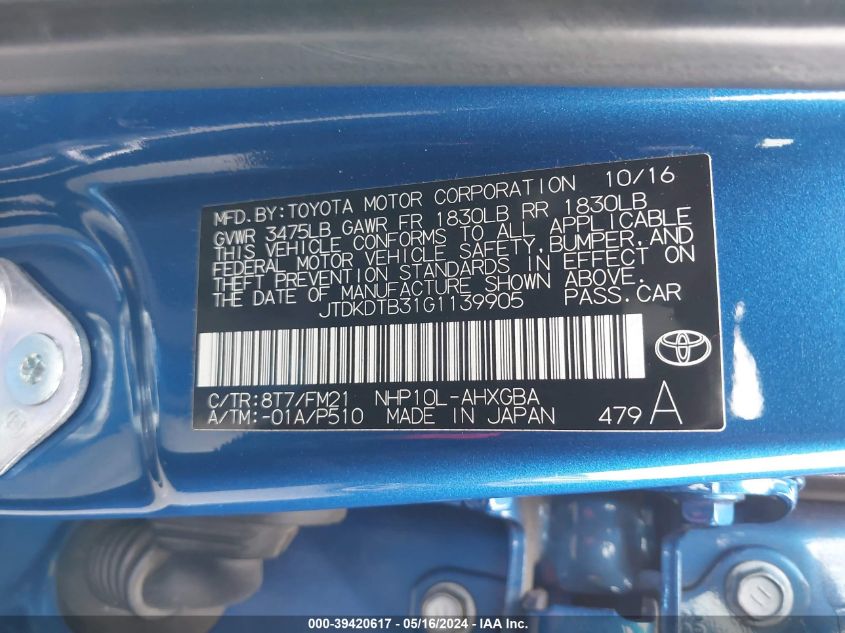 MFD. BY: TOYOTA MOTOR CORPORATION 10/16
GVWR 3475LB GAWR FR 1830LB RR 1830LB
THIS VEHICLE CONFORMS TO ALL APPLICABLE
FEDERAL MOTOR VEHICLE SAFETY, BUMPER, AND
THEFT PREVENTION STANDARDS IN EFFECT ON
THE DATE OF MANUFACTURE SHOWN ABOVE.
JTDKDTB31G1139905 PASS. CAR
C/TR: 8T7/FM21 NHP10L-AHXGBA
A/TM: -01A/P510 MADE IN JAPAN 479 A
000-39420617 - 05/16/2024 - IMS HOUSTON